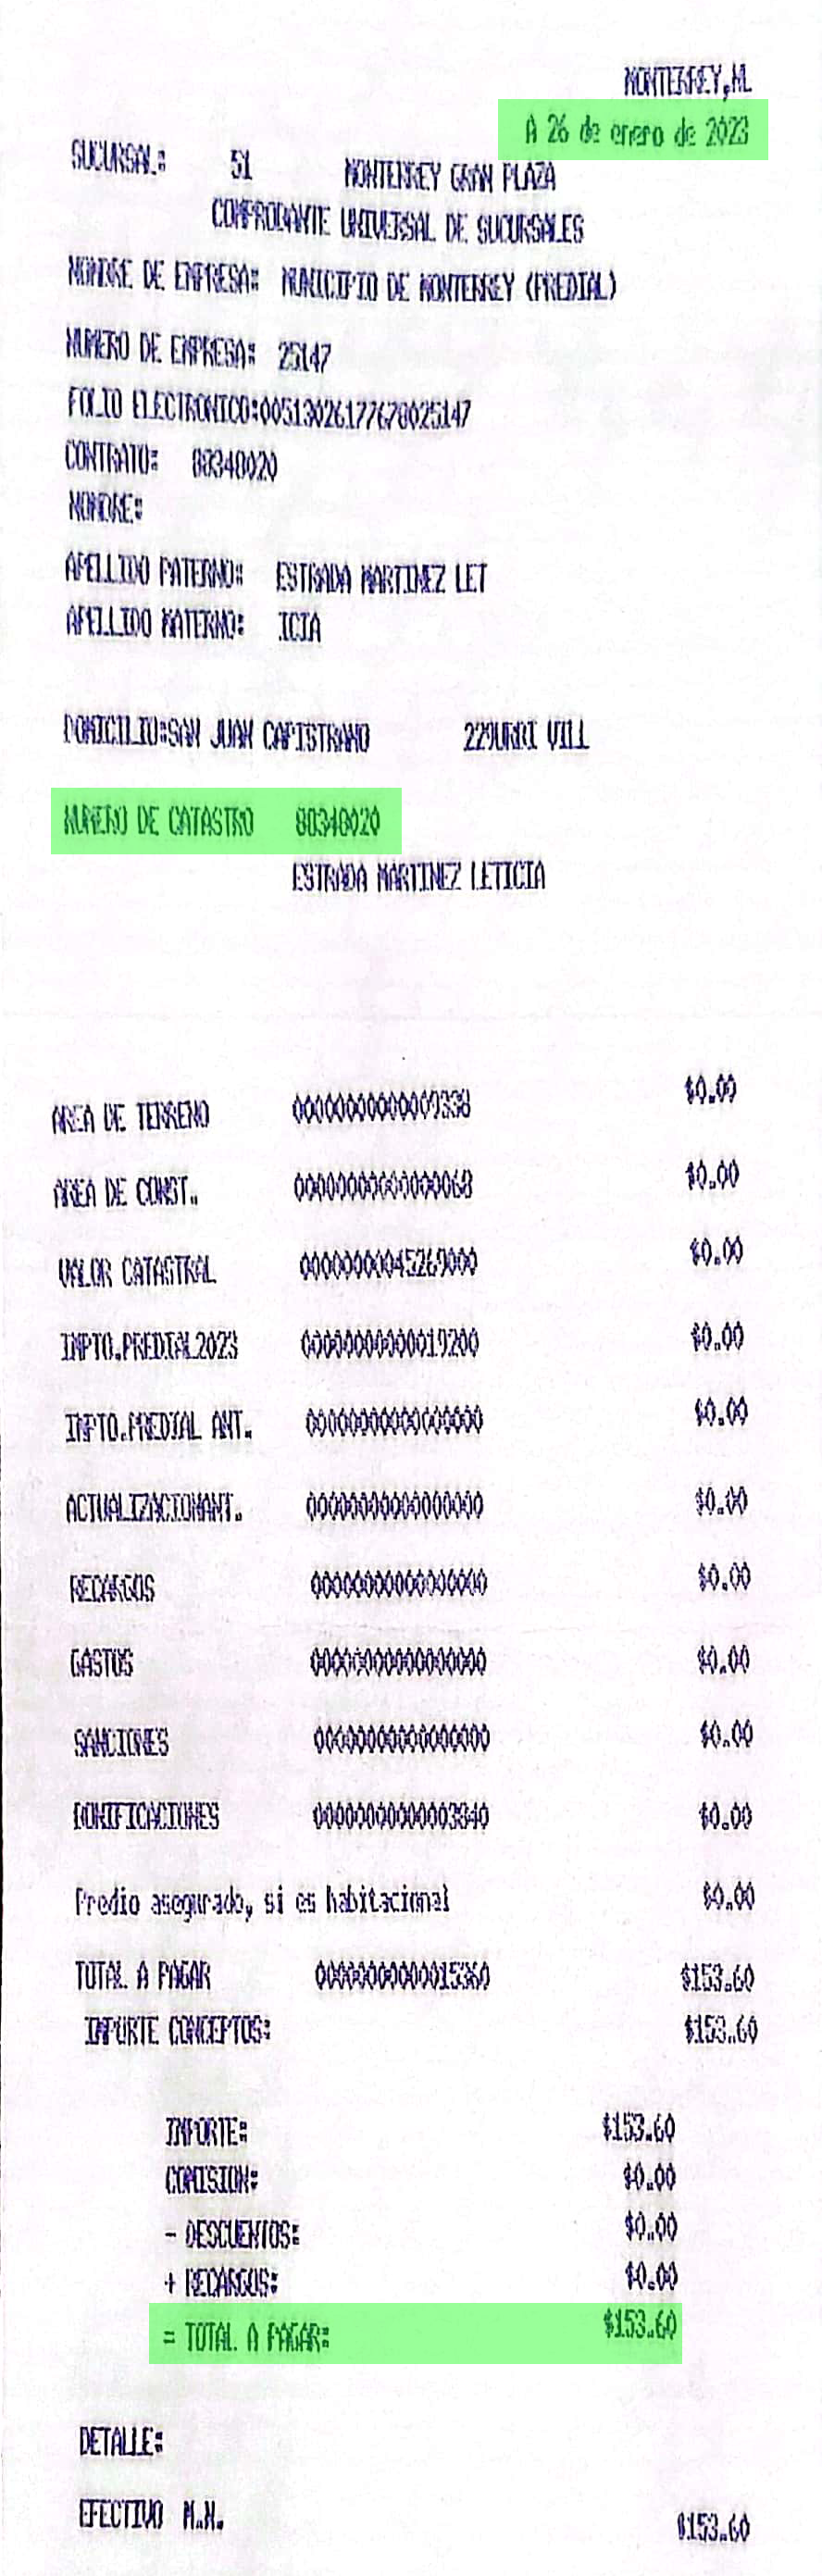 MONTERREY,NL
A 26 de enero de 2023
SUCURSAL: 51 MONTERREY GRAN PLAZA
COMPROBANTE UNIVERSAL DE SUCURSALES
NOMBRE DE EMPRESA: MUNICIPIO DE MONTERREY (PREDIAL)
NUMERO DE EMPRESA: 25147
FOLIO ELECTRONICO:
CONTRATO: 80340020
NOMBRE:
APELLIDO PATERNO: ESTRADA MARTINEZ LET
APELLIDO MATERNO: ICIA
DOMICILIO:SAN JUAN CAPISTRANO VILL
NUMERO DE CATASTRO 80340020
ESTRADA MARTINEZ LETICIA
AREA DE TERRENO $0.00
AREA DE CONST. 0000000000000068 $0.00
VALOR CATASTRAL 0000000045269000 $0.00
IMPTO.PREDIAL2023 0000000000019200 $0.00
IMPTO.PREDIAL ANT. 0000000000000000 $0.00
ACTUALIZACIONANT. 0000000000000000 $0.00
RECARGOS 0000000000000000 $0.00
GASTOS 0000000000000000 $0.00
SANCIONES 0000000000000000 $0.00
BONIFICACIONES 0000000000003840 $0.00
Predio asegurado, si es habitacional $0.00
TOTAL A PAGAR 0000000000015360 $153.60
IMPORTE CONCEPTOS: $153.60
IMPORTE: $153.60
COMISION: $0.00
- DESCUENTOS: $0.00
+ RECARGOS: $0.00
= TOTAL A PAGAR: $153.60
DETALLE:
EFECTIVO M.N. $153.60